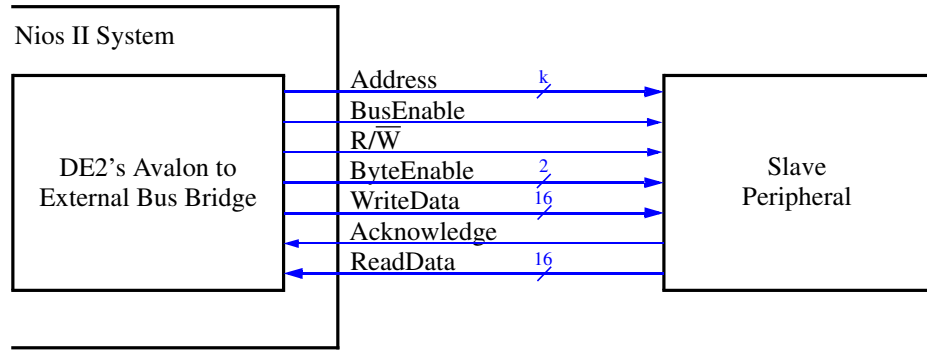 Nios II System
Address
k
BusEnable
R/W̅
DE2's Avalon to
External Bus Bridge
ByteEnable
2
WriteData
16
Acknowledge
ReadData
16
Slave
Peripheral